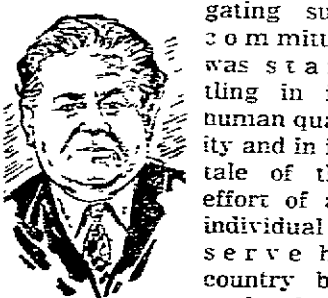 gating su
committ
was star
tling in i
human qua
ity and in i
tale of th
effort of a
individual
serve h
country b